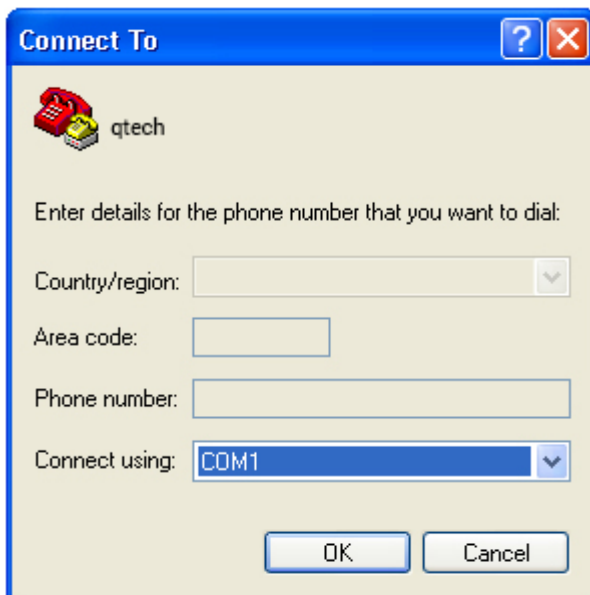 Connect To
qtech
Enter details for the phone number that you want to dial:
Country/region:
Area code:
Phone number:
Connect using: COM1
OK Cancel